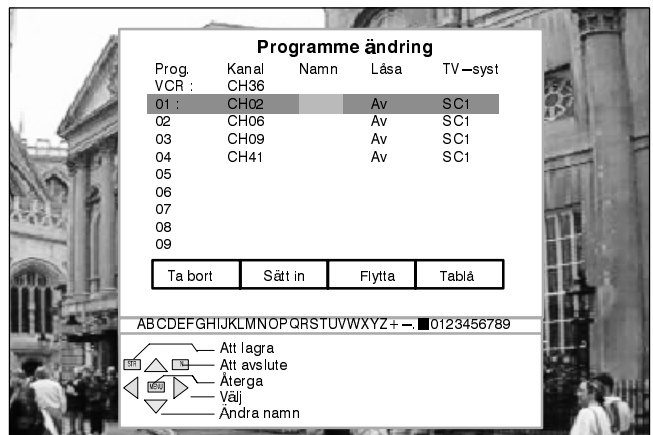 Programme ändring
Prog. Kanal Namn Låsa TV–syst
VCR : CH36
01 : CH02 Av SC1
02 CH06 Av SC1
03 CH09 Av SC1
04 CH41 Av SC1
05
06
07
08
09
Ta bort Sätt in Flytta Tablå
ABCDEFGHIJKLMNOPQRSTUVWXYZ+–.■0123456789
Att lagra
STR N Att avslute
MENU Återga
Välj
Ändra namn